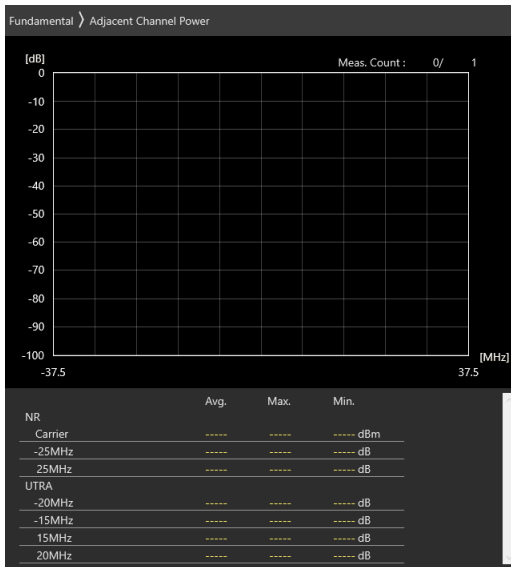 Fundamental 〉 Adjacent Channel Power
[dB]
Meas. Count : 0/ 1
0
-10
-20
-30
-40
-50
-60
-70
-80
-90
-100
[MHz]
-37.5 37.5
Avg. Max. Min.
NR
Carrier ----- ----- ----- dBm
-25MHz ----- ----- ----- dB
25MHz ----- ----- ----- dB
UTRA
-20MHz ----- ----- ----- dB
-15MHz ----- ----- ----- dB
15MHz ----- ----- ----- dB
20MHz ----- ----- ----- dB